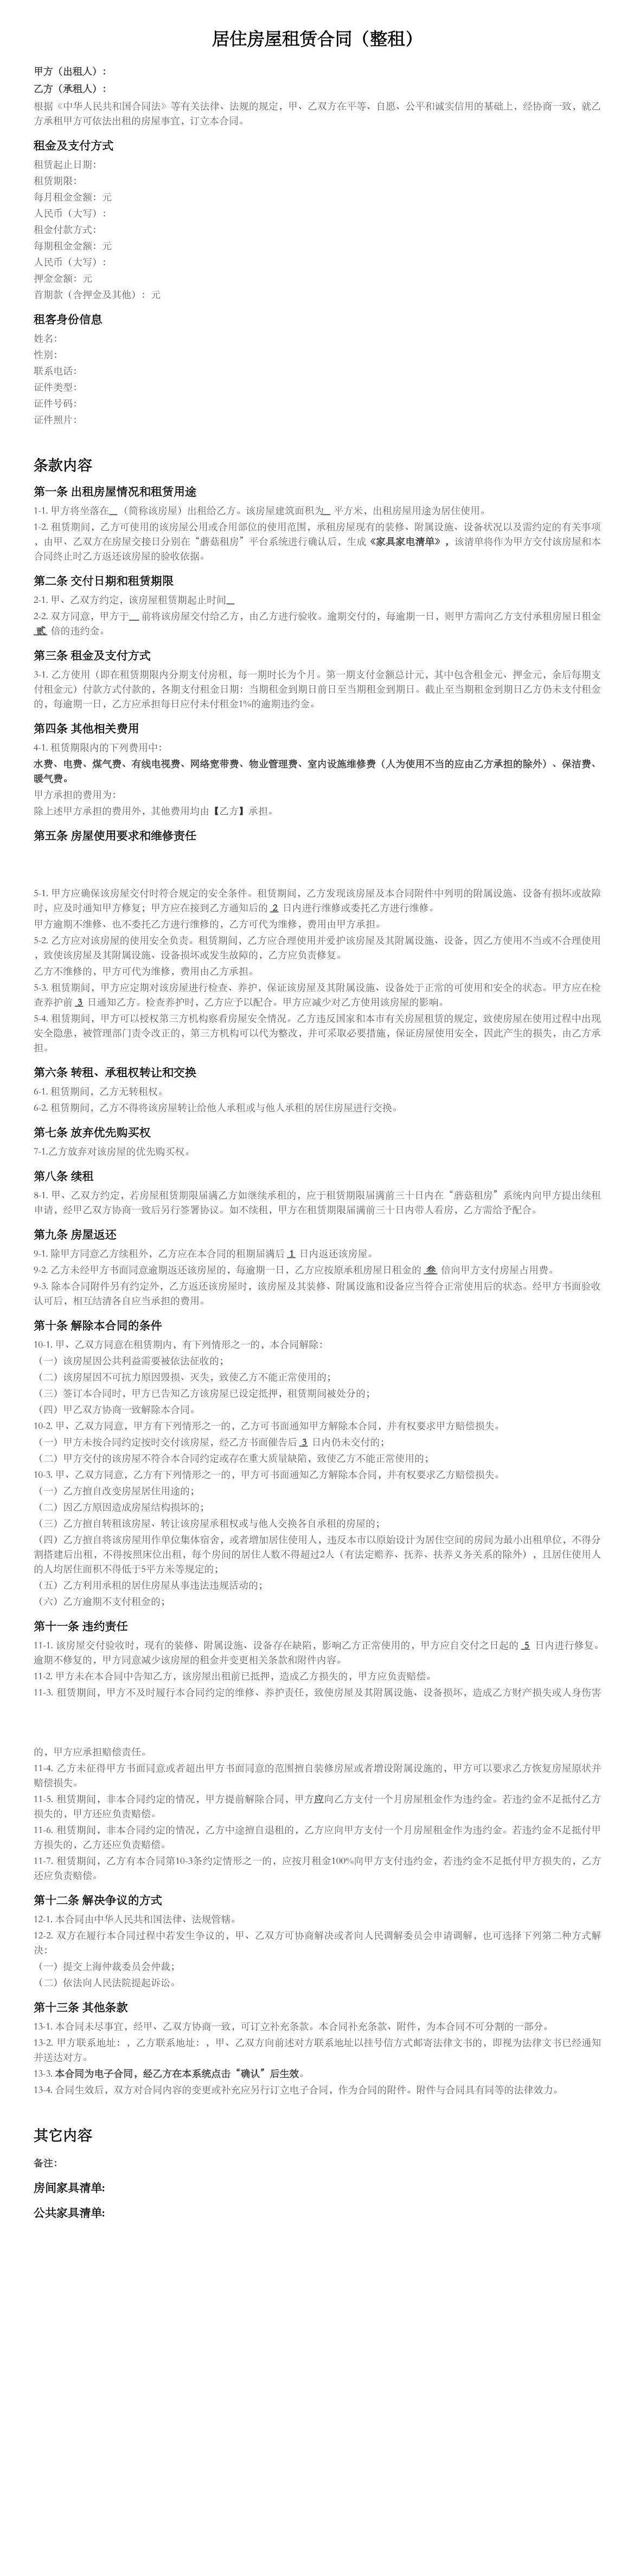 居住房屋租赁合同（整租）
甲方（出租人）：
乙方（承租人）：
根据《中华人民共和国合同法》等有关法律、法规的规定，甲、乙双方在平等、自愿、公平和诚实信用的基础上，经协商一致，就乙
方承租甲方可依法出租的房屋事宜，订立本合同。
租金及支付方式
租赁起止日期：
租赁期限：
每月租金金额：元
人民币（大写）：
租金付款方式：
每期租金金额：元
人民币（大写）：
押金金额：元
首期款（含押金及其他）：元
租客身份信息
姓名：
性别：
联系电话：
证件类型：
证件号码：
证件照片：
条款内容
第一条 出租房屋情况和租赁用途
1-1. 甲方将坐落在__（简称该房屋）出租给乙方。该房屋建筑面积为__ 平方米，出租房屋用途为居住使用。
1-2. 租赁期间，乙方可使用的该房屋公用或合用部位的使用范围，承租房屋现有的装修、附属设施、设备状况以及需约定的有关事项
，由甲、乙双方在房屋交接日分别在“蘑菇租房”平台系统进行确认后，生成《家具家电清单》，该清单将作为甲方交付该房屋和本
合同终止时乙方返还该房屋的验收依据。
第二条 交付日期和租赁期限
2-1. 甲、乙双方约定，该房屋租赁期起止时间__
2-2. 双方同意，甲方于__ 前将该房屋交付给乙方，由乙方进行验收。逾期交付的，每逾期一日，则甲方需向乙方支付承租房屋日租金
贰 倍的违约金。
第三条 租金及支付方式
3-1. 乙方使用（即在租赁期限内分期支付房租，每一期时长为个月。第一期支付金额总计元，其中包含租金元、押金元，余后每期支
付租金元）付款方式付款的，各期支付租金日期：当期租金到期日前日至当期租金到期日。截止至当期租金到期日乙方仍未支付租金
的，每逾期一日，乙方应承担每日应付未付租金1%的逾期违约金。
第四条 其他相关费用
4-1. 租赁期限内的下列费用中：
水费、电费、煤气费、有线电视费、网络宽带费、物业管理费、室内设施维修费（人为使用不当的应由乙方承担的除外）、保洁费、
暖气费。
甲方承担的费用为：
除上述甲方承担的费用外，其他费用均由【乙方】承担。
第五条 房屋使用要求和维修责任
5-1. 甲方应确保该房屋交付时符合规定的安全条件。租赁期间，乙方发现该房屋及本合同附件中列明的附属设施、设备有损坏或故障
时，应及时通知甲方修复；甲方应在接到乙方通知后的 2 日内进行维修或委托乙方进行维修。
甲方逾期不维修、也不委托乙方进行维修的，乙方可代为维修，费用由甲方承担。
5-2. 乙方应对该房屋的使用安全负责。租赁期间，乙方应合理使用并爱护该房屋及其附属设施、设备，因乙方使用不当或不合理使用
，致使该房屋及其附属设施、设备损坏或发生故障的，乙方应负责修复。
乙方不维修的，甲方可代为维修，费用由乙方承担。
5-3. 租赁期间，甲方应定期对该房屋进行检查、养护，保证该房屋及其附属设施、设备处于正常的可使用和安全的状态。甲方应在检
查养护前 3 日通知乙方。检查养护时，乙方应予以配合。甲方应减少对乙方使用该房屋的影响。
5-4. 租赁期间，甲方可以授权第三方机构察看房屋安全情况。乙方违反国家和本市有关房屋租赁的规定，致使房屋在使用过程中出现
安全隐患，被管理部门责令改正的，第三方机构可以代为整改，并可采取必要措施，保证房屋使用安全，因此产生的损失，由乙方承
担。
第六条 转租、承租权转让和交换
6-1. 租赁期间，乙方无转租权。
6-2. 租赁期间，乙方不得将该房屋转让给他人承租或与他人承租的居住房屋进行交换。
第七条 放弃优先购买权
7-1.乙方放弃对该房屋的优先购买权。
第八条 续租
8-1. 甲、乙双方约定，若房屋租赁期限届满乙方如继续承租的，应于租赁期限届满前三十日内在“蘑菇租房”系统内向甲方提出续租
申请，经甲乙双方协商一致后另行签署协议。如不续租，甲方在租赁期限届满前三十日内带人看房，乙方需给予配合。
第九条 房屋返还
9-1. 除甲方同意乙方续租外，乙方应在本合同的租期届满后 1 日内返还该房屋。
9-2. 乙方未经甲方书面同意逾期返还该房屋的，每逾期一日，乙方应按原承租房屋日租金的 叁 倍向甲方支付房屋占用费。
9-3. 除本合同附件另有约定外，乙方返还该房屋时，该房屋及其装修、附属设施和设备应当符合正常使用后的状态。经甲方书面验收
认可后，相互结清各自应当承担的费用。
第十条 解除本合同的条件
10-1. 甲、乙双方同意在租赁期内，有下列情形之一的，本合同解除：
（一）该房屋因公共利益需要被依法征收的；
（二）该房屋因不可抗力原因毁损、灭失，致使乙方不能正常使用的；
（三）签订本合同时，甲方已告知乙方该房屋已设定抵押，租赁期间被处分的；
（四）甲乙双方协商一致解除本合同。
10-2. 甲、乙双方同意，甲方有下列情形之一的，乙方可书面通知甲方解除本合同，并有权要求甲方赔偿损失。
（一）甲方未按合同约定按时交付该房屋，经乙方书面催告后 3 日内仍未交付的；
（二）甲方交付的该房屋不符合本合同约定或存在重大质量缺陷，致使乙方不能正常使用的；
10-3. 甲、乙双方同意，乙方有下列情形之一的，甲方可书面通知乙方解除本合同，并有权要求乙方赔偿损失。
（一）乙方擅自改变房屋居住用途的；
（二）因乙方原因造成房屋结构损坏的；
（三）乙方擅自转租该房屋、转让该房屋承租权或与他人交换各自承租的房屋的；
（四）乙方擅自将该房屋用作单位集体宿舍，或者增加居住使用人，违反本市以原始设计为居住空间的房间为最小出租单位，不得分
割搭建后出租，不得按照床位出租，每个房间的居住人数不得超过2人（有法定赡养、抚养、扶养义务关系的除外），且居住使用人
的人均居住面积不得低于5平方米等规定的；
（五）乙方利用承租的居住房屋从事违法违规活动的；
（六）乙方逾期不支付租金的；
第十一条 违约责任
11-1. 该房屋交付验收时，现有的装修、附属设施、设备存在缺陷，影响乙方正常使用的，甲方应自交付之日起的 5 日内进行修复。
逾期不修复的，甲方同意减少该房屋的租金并变更相关条款和附件内容。
11-2. 甲方未在本合同中告知乙方，该房屋出租前已抵押，造成乙方损失的，甲方应负责赔偿。
11-3. 租赁期间，甲方不及时履行本合同约定的维修、养护责任，致使房屋及其附属设施、设备损坏，造成乙方财产损失或人身伤害
的，甲方应承担赔偿责任。
11-4. 乙方未征得甲方书面同意或者超出甲方书面同意的范围擅自装修房屋或者增设附属设施的，甲方可以要求乙方恢复房屋原状并
赔偿损失。
11-5. 租赁期间，非本合同约定的情况，甲方提前解除合同，甲方应向乙方支付一个月房屋租金作为违约金。若违约金不足抵付乙方
损失的，甲方还应负责赔偿。
11-6. 租赁期间，非本合同约定的情况，乙方中途擅自退租的，乙方应向甲方支付一个月房屋租金作为违约金。若违约金不足抵付甲
方损失的，乙方还应负责赔偿。
11-7. 租赁期间，乙方有本合同第10-3条约定情形之一的，应按月租金100%向甲方支付违约金，若违约金不足抵付甲方损失的，乙方
还应负责赔偿。
第十二条 解决争议的方式
12-1. 本合同由中华人民共和国法律、法规管辖。
12-2. 双方在履行本合同过程中若发生争议的，甲、乙双方可协商解决或者向人民调解委员会申请调解，也可选择下列第二种方式解
决：
（一）提交上海仲裁委员会仲裁；
（二）依法向人民法院提起诉讼。
第十三条 其他条款
13-1. 本合同未尽事宜，经甲、乙双方协商一致，可订立补充条款。本合同补充条款、附件，为本合同不可分割的一部分。
13-2. 甲方联系地址：，乙方联系地址：，甲、乙双方向前述对方联系地址以挂号信方式邮寄法律文书的，即视为法律文书已经通知
并送达对方。
13-3. 本合同为电子合同，经乙方在本系统点击“确认”后生效。
13-4. 合同生效后，双方对合同内容的变更或补充应另行订立电子合同，作为合同的附件。附件与合同具有同等的法律效力。
其它内容
备注：
房间家具清单:
公共家具清单: